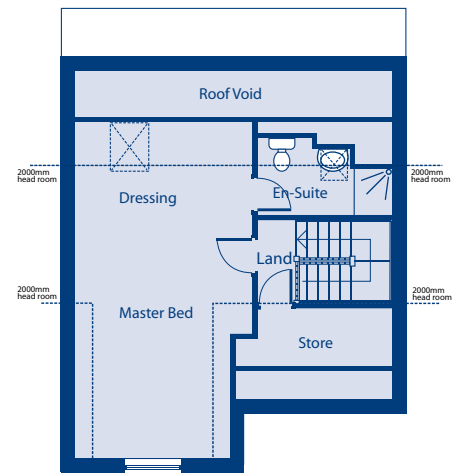 Roof Void
2000mm
head room
2000mm
head room
Dressing
En-Suite
Land
2000mm
head room
2000mm
head room
Master Bed
Store